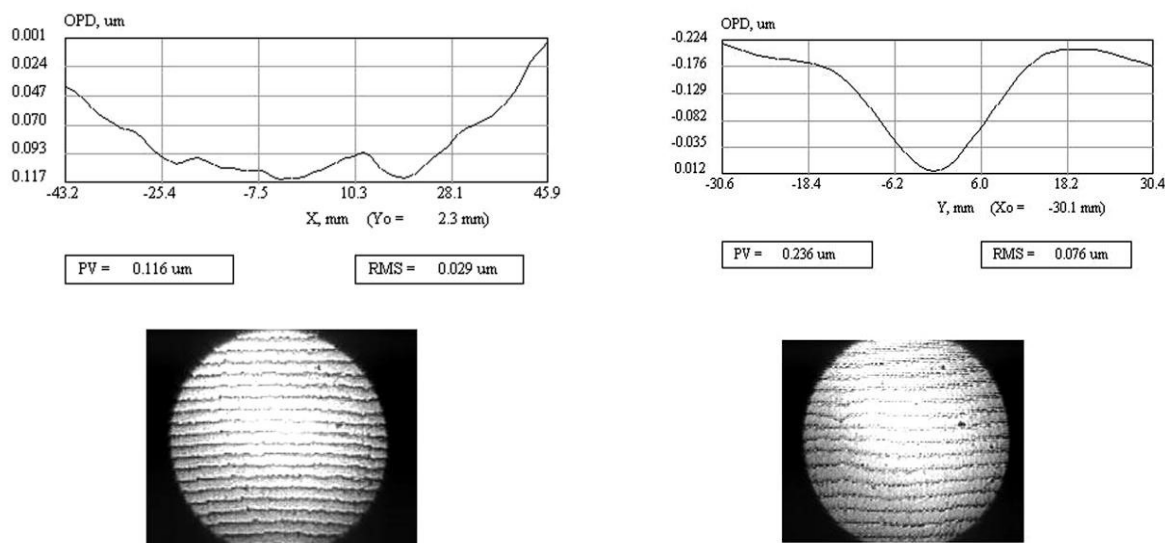 OPD, um
0.001
0.024
0.047
0.070
0.093
0.117
-43.2 -25.4 -7.5 10.3 28.1 45.9
X, mm (Yo = 2.3 mm)
PV = 0.116 um
RMS = 0.029 um
OPD, um
-0.224
-0.176
-0.129
-0.082
-0.035
0.012
-30.6 -18.4 -6.2 6.0 18.2 30.4
Y, mm (Xo = -30.1 mm)
PV = 0.236 um
RMS = 0.076 um